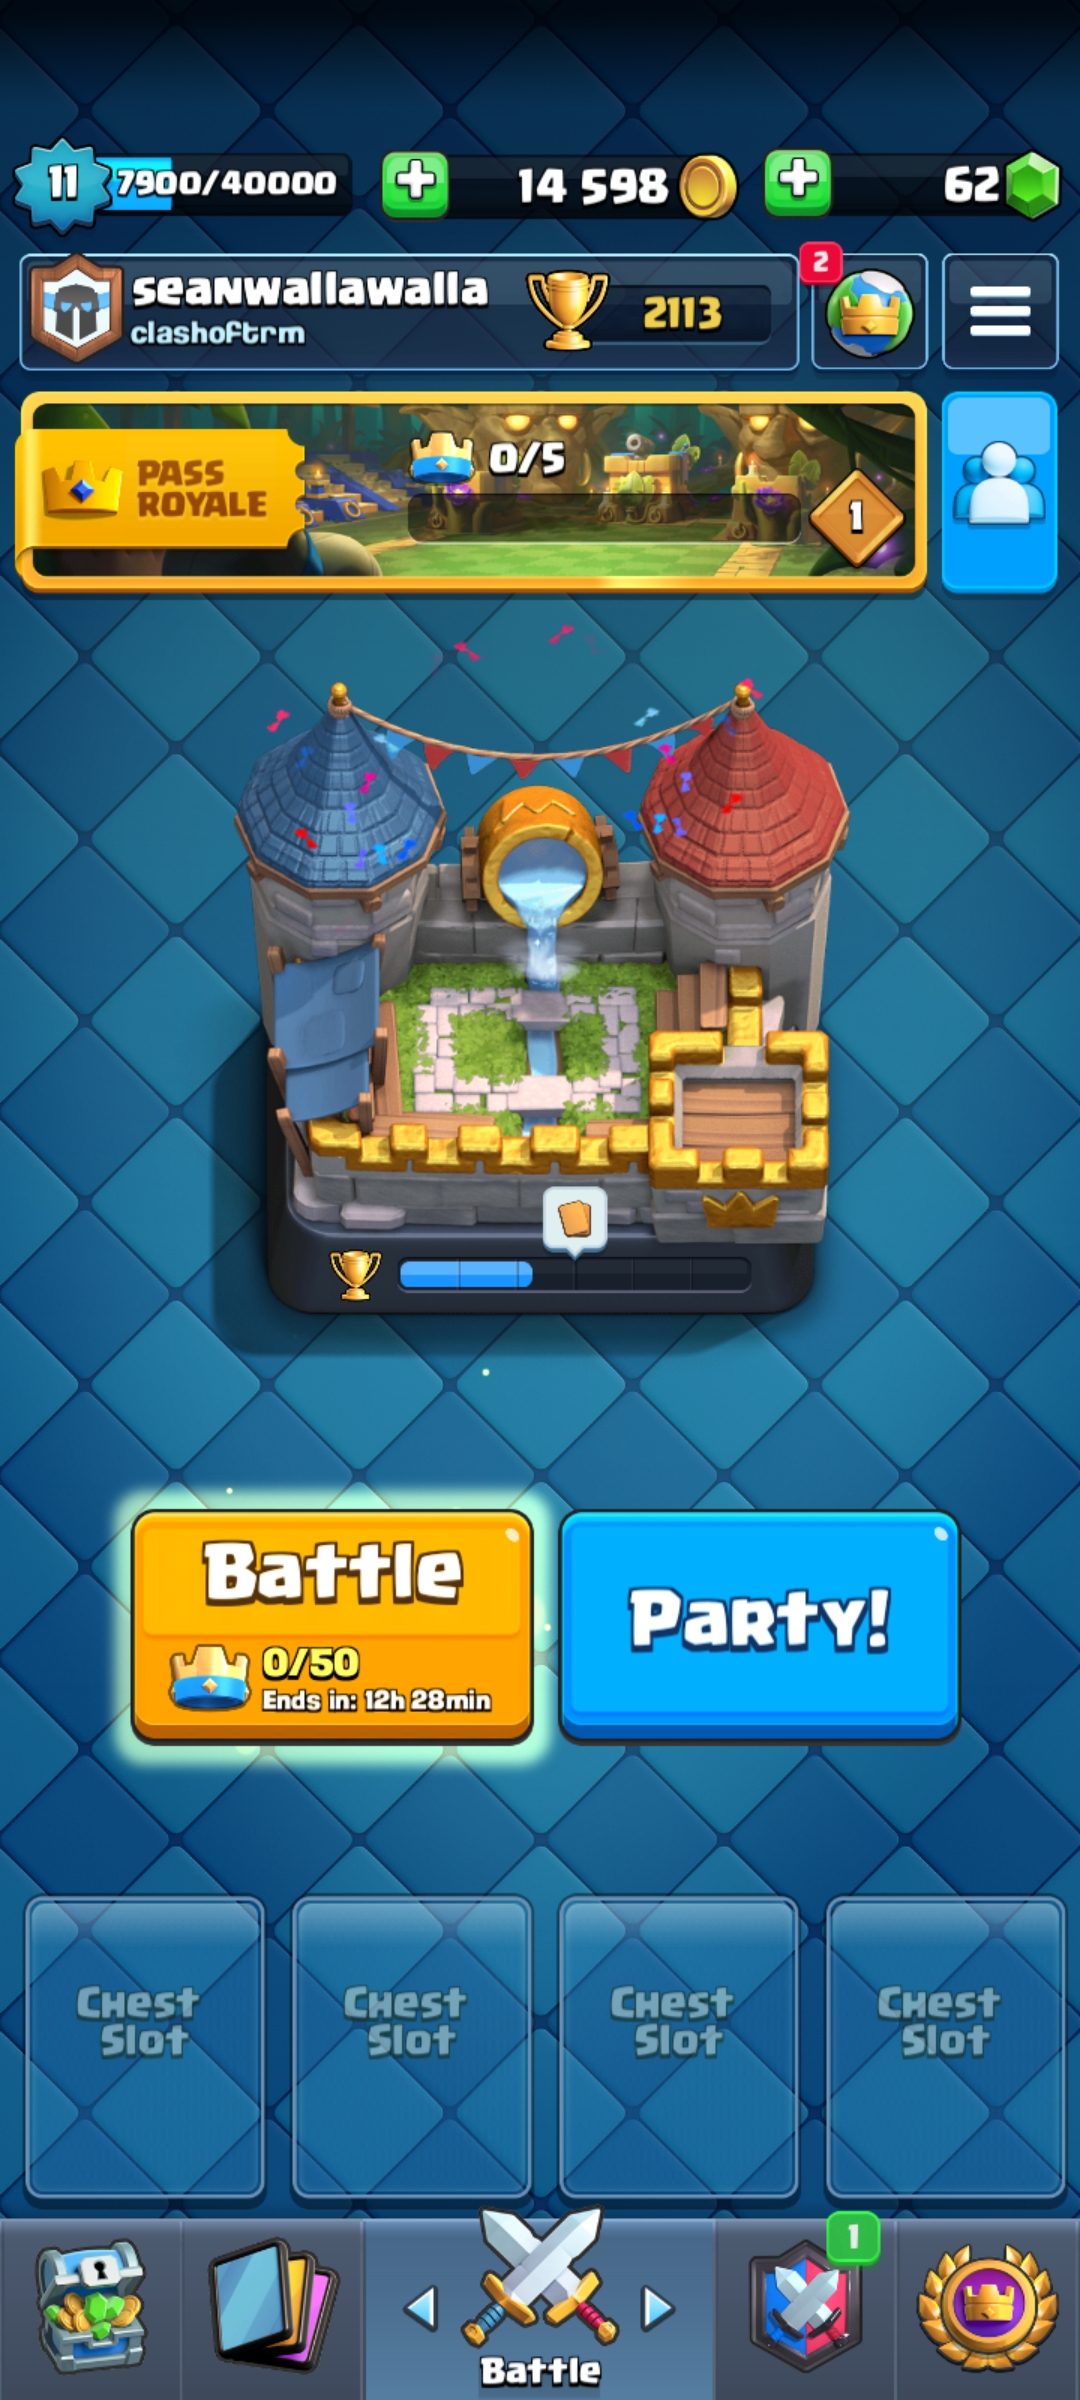 11
7900/40000
14 598
62
seanwallawalla
clashoftrm
2113
2
PASS
ROYALE
0/5
1
Battle
0/50
Ends in: 12h 28min
Party!
Chest
Slot
Chest
Slot
Chest
Slot
Chest
Slot
1
Battle